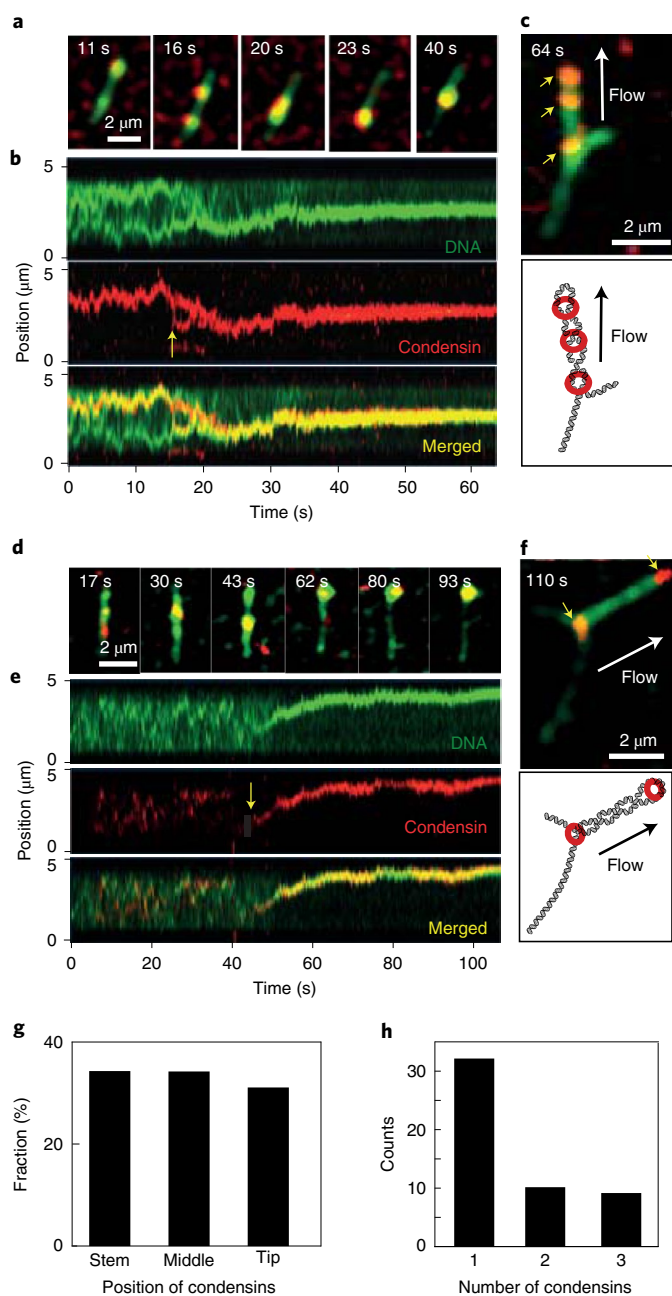 a
11 s
16 s
20 s
23 s
40 s
2 μm
b
5
0
DNA
5
0
Condensin
5
0
Merged
Position (μm)
0 10 20 30 40 50 60
Time (s)
c
64 s
Flow
2 μm
Flow
d
17 s
30 s
43 s
62 s
80 s
93 s
2 μm
e
5
0
DNA
5
0
Condensin
5
0
Merged
Position (μm)
0 20 40 60 80 100
Time (s)
f
110 s
Flow
2 μm
Flow
g
40
20
0
Fraction (%)
Stem Middle Tip
Position of condensins
h
30
20
10
0
Counts
1 2 3
Number of condensins